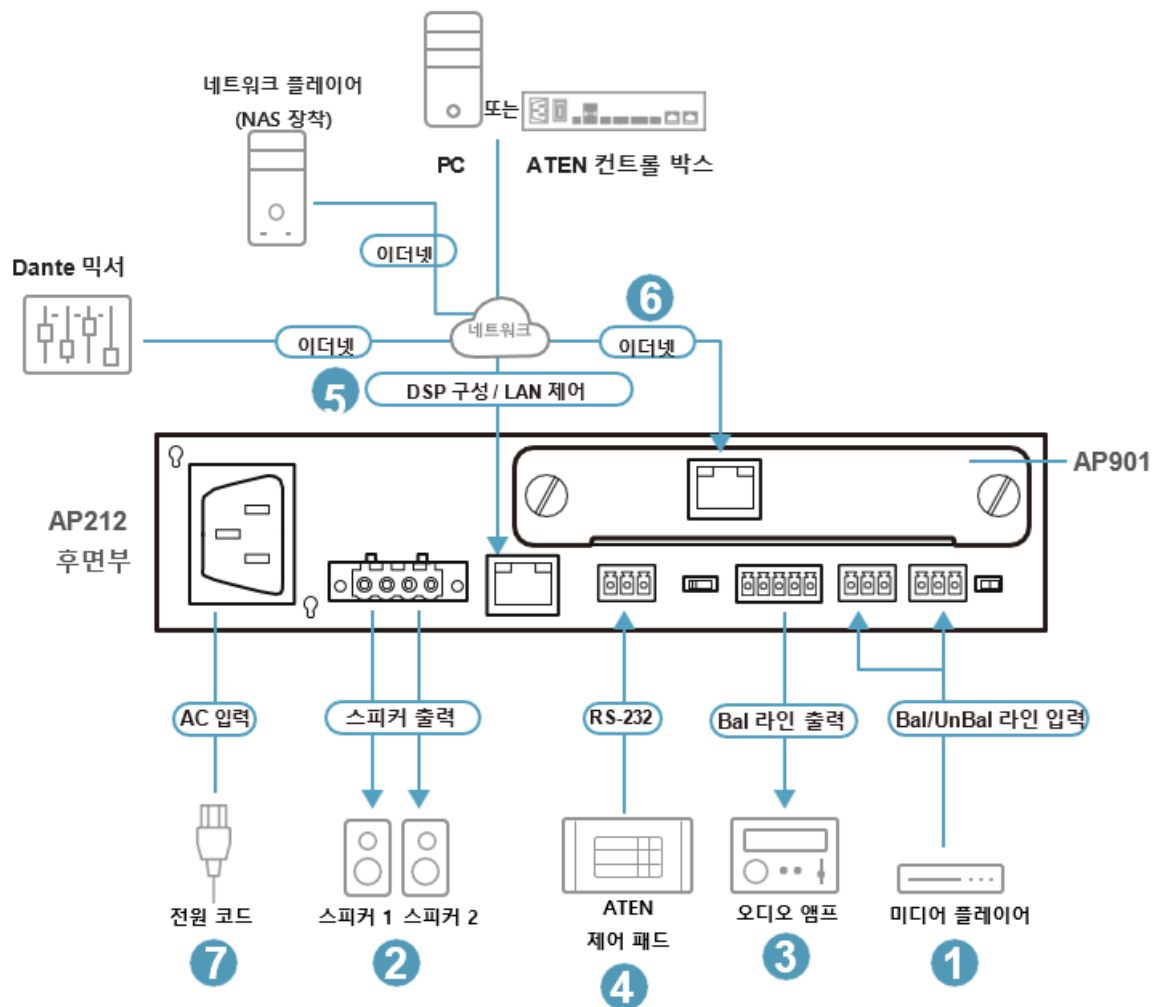 네트워크 플레이어
(NAS 장착)
또는
PC
ATEN 컨트롤 박스
이더넷
Dante 믹서
6
네트워크
이더넷
이더넷
5
DSP 구성 / LAN 제어
AP901
AP212
후면부
AC 입력
스피커 출력
RS-232
Bal 라인 출력
Bal/UnBal 라인 입력
전원 코드
스피커 1
스피커 2
ATEN
제어 패드
오디오 앰프
미디어 플레이어
7
2
4
3
1